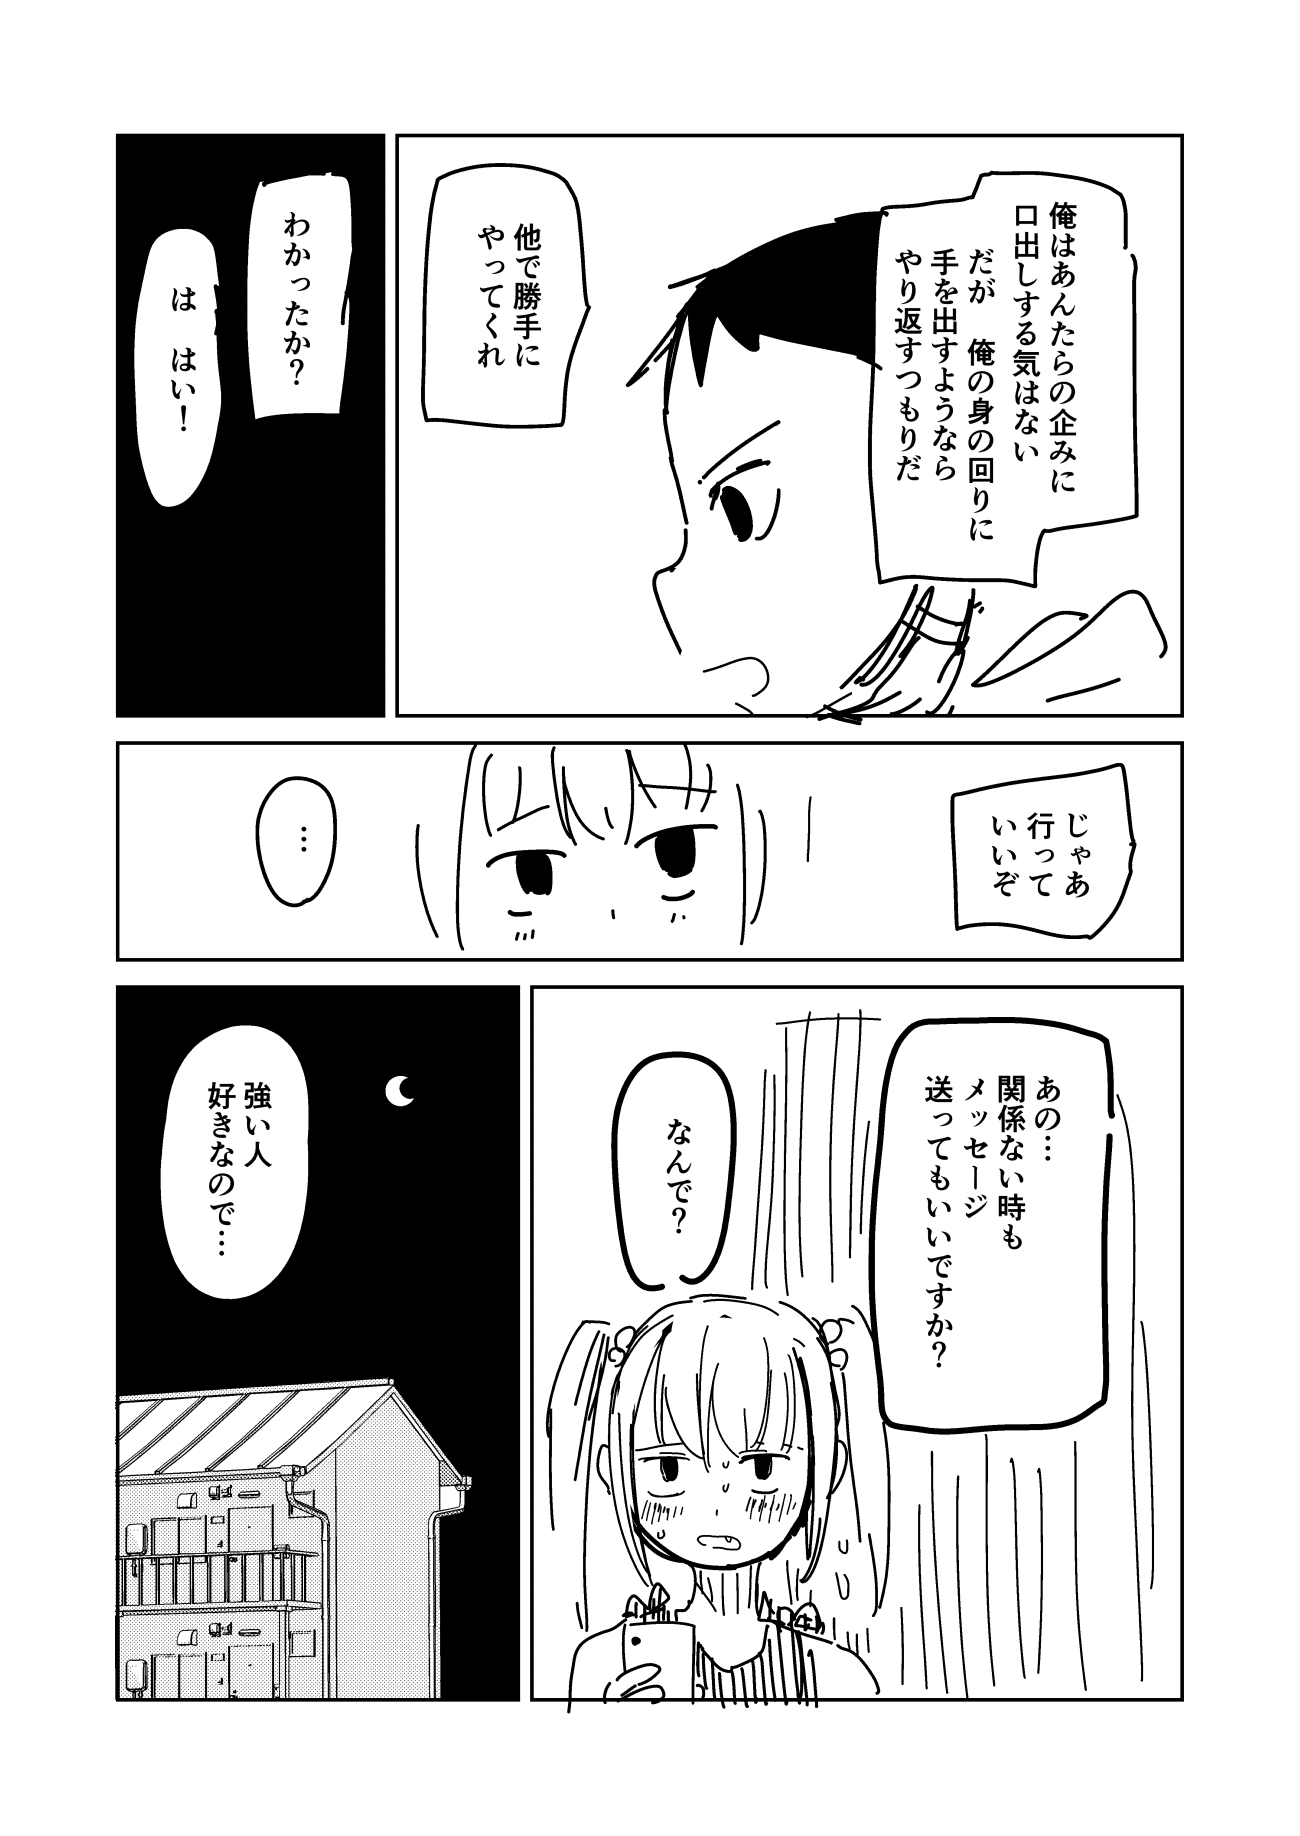 俺はあんたらの企みに
口出しする気はない
だが　俺の身の回りに
手を出すようなら
やり返すつもりだ
他で勝手に
やってくれ
わかったか？
は　はい！
じゃあ
行って
いいぞ
…
あの…
関係ない時も
メッセージ
送ってもいいですか？
なんで？
強い人
好きなので…